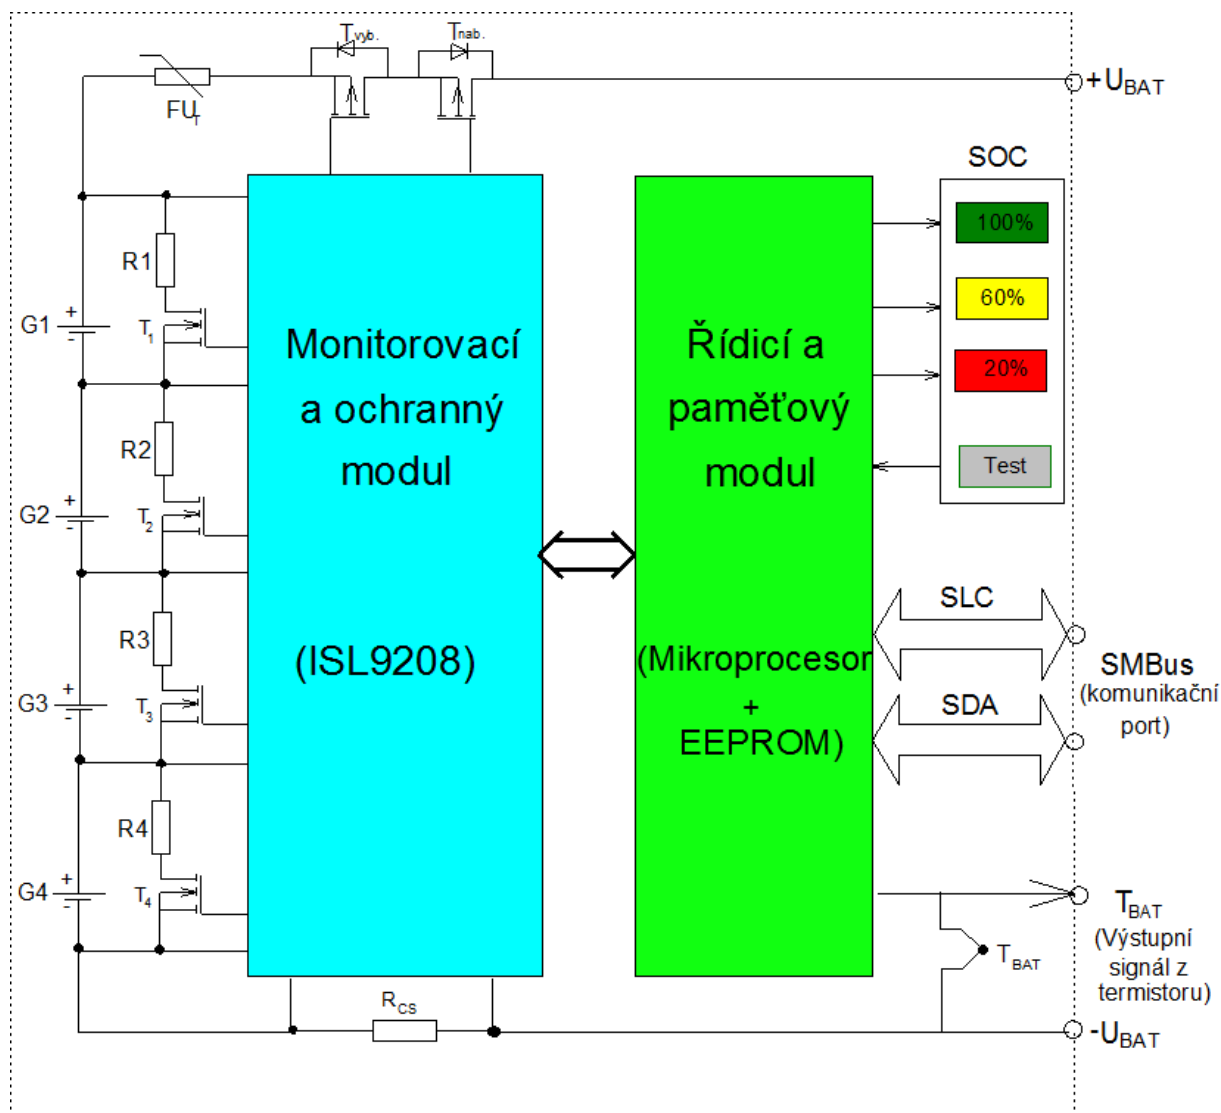 Tvyb.
Tnab.
FUT
+UBAT
SOC
100%
60%
20%
Test
R1
G1
+
-
T1
R2
G2
+
-
T2
R3
G3
+
-
T3
R4
G4
+
-
T4
Monitorovací
a ochranný
modul
(ISL9208)
Řídicí a
paměťový
modul
(Mikroprocesor
+
EEPROM)
SLC
SDA
SMBus
(komunikační
port)
TBAT
(Výstupní
signál z
termistoru)
TBAT
RCS
-UBAT